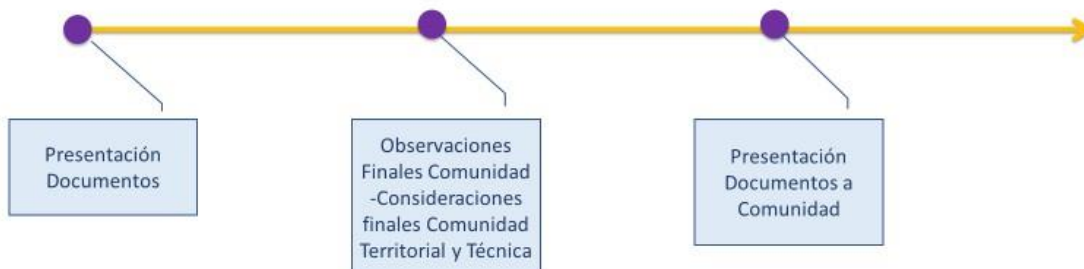 Presentación
Documentos
Observaciones
Finales Comunidad
-Consideraciones
finales Comunidad
Territorial y Técnica
Presentación
Documentos a
Comunidad